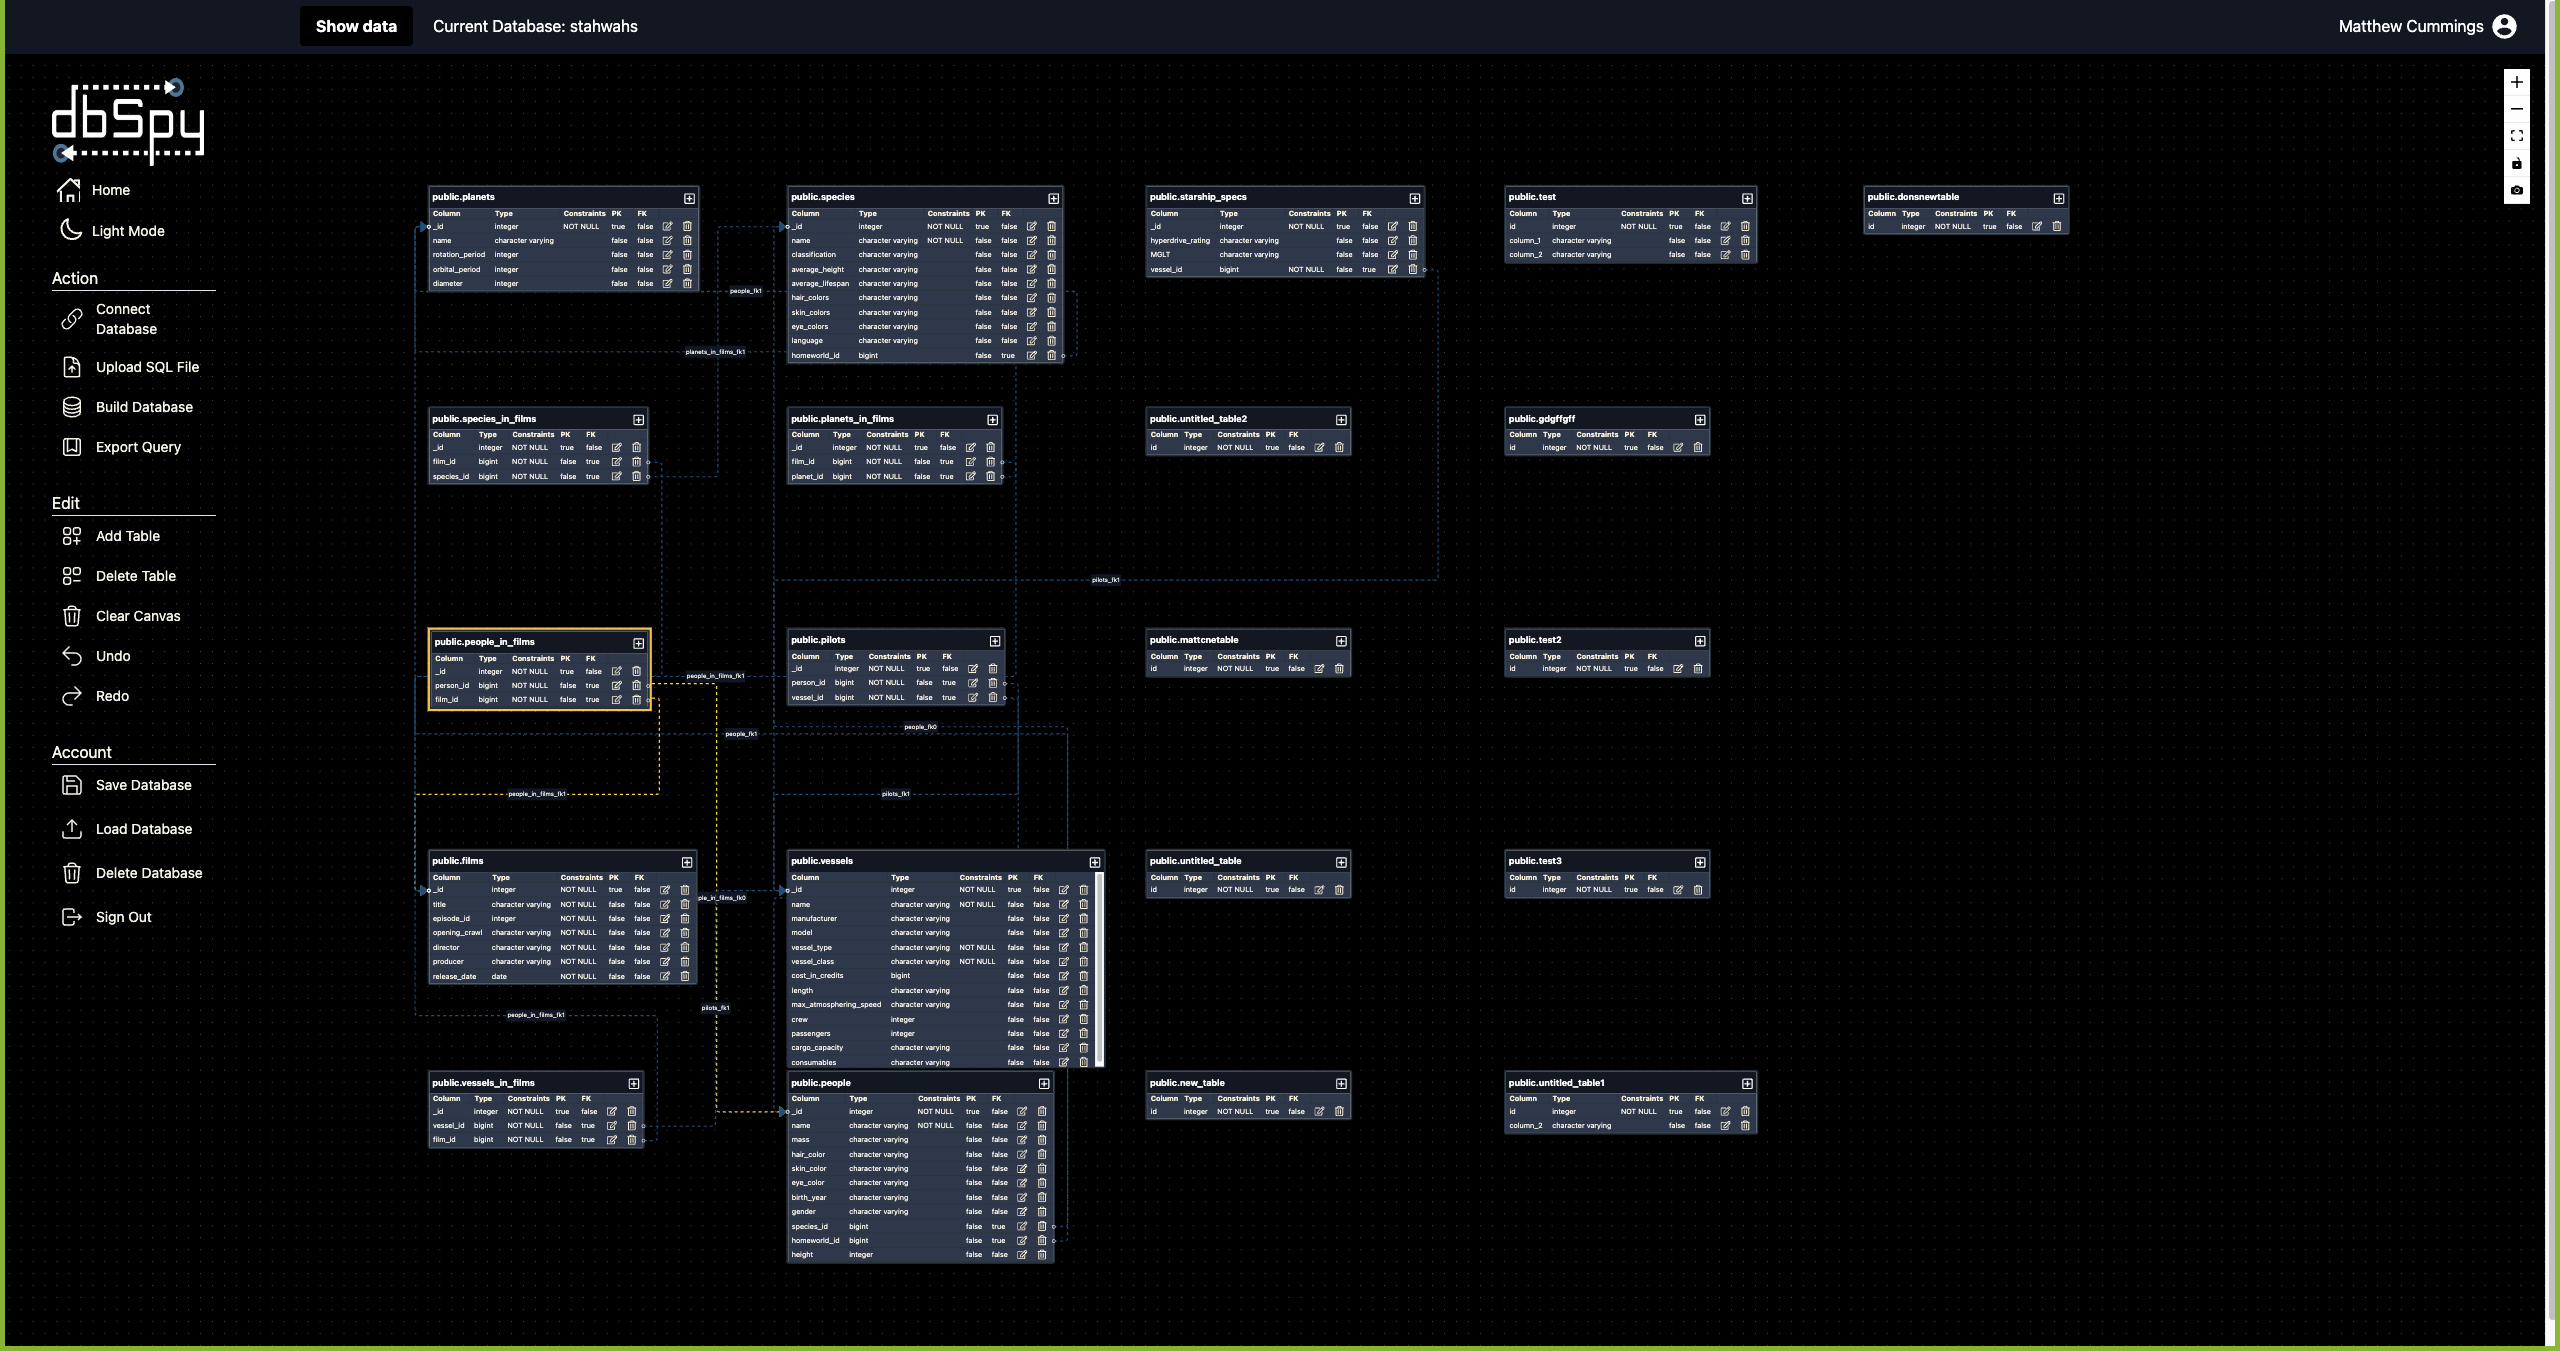 Show data
Current Database: stahwahs
Matthew Cummings
dbSpy
Home
Light Mode
Action
Connect
Database
Upload SQL File
Build Database
Export Query
Edit
Add Table
Delete Table
Clear Canvas
Undo
Redo
Account
Save Database
Load Database
Delete Database
Sign Out
public.planets
Column Type Constraints PK FK
_id integer NOT NULL true false
name character varying false false
rotation_period integer false false
orbital_period integer false false
diameter integer false false
public.species
Column Type Constraints PK FK
_id integer NOT NULL true false
name character varying NOT NULL false false
classification character varying false false
average_height character varying false false
average_lifespan character varying false false
hair_colors character varying false false
skin_colors character varying false false
eye_colors character varying false false
language character varying false false
homeworld_id bigint false true
public.starship_specs
Column Type Constraints PK FK
_id integer NOT NULL true false
hyperdrive_rating character varying false false
MGLT character varying false false
vessel_id bigint NOT NULL false true
public.test
Column Type Constraints PK FK
id integer NOT NULL true false
column_1 character varying false false
column_2 character varying false false
public.donsnewtable
Column Type Constraints PK FK
id integer NOT NULL true false
people_fk1
planets_in_films_fk1
public.species_in_films
Column Type Constraints PK FK
_id integer NOT NULL true false
film_id bigint NOT NULL false true
species_id bigint NOT NULL false true
public.planets_in_films
Column Type Constraints PK FK
_id integer NOT NULL true false
film_id bigint NOT NULL false true
planet_id bigint NOT NULL false true
public.untitled_table2
Column Type Constraints PK FK
id integer NOT NULL true false
public.gdgffgff
Column Type Constraints PK FK
id integer NOT NULL true false
pilots_fk1
public.people_in_films
Column Type Constraints PK FK
_id integer NOT NULL true false
person_id bigint NOT NULL false true
film_id bigint NOT NULL false true
people_in_films_fk1
public.pilots
Column Type Constraints PK FK
_id integer NOT NULL true false
person_id bigint NOT NULL false true
vessel_id bigint NOT NULL false true
public.mattcnetable
Column Type Constraints PK FK
id integer NOT NULL true false
public.test2
Column Type Constraints PK FK
id integer NOT NULL true false
people_fk0
people_fk1
people_in_films_fk1
pilots_fk1
public.films
Column Type Constraints PK FK
_id integer NOT NULL true false
title character varying NOT NULL false false
episode_id integer NOT NULL false false
opening_crawl character varying NOT NULL false false
director character varying NOT NULL false false
producer character varying NOT NULL false false
release_date date NOT NULL false false
ple_in_films_fk0
public.vessels
Column Type Constraints PK FK
_id integer NOT NULL true false
name character varying NOT NULL false false
manufacturer character varying false false
model character varying false false
vessel_type character varying NOT NULL false false
vessel_class character varying NOT NULL false false
cost_in_credits bigint false false
length character varying false false
max_atmosphering_speed character varying false false
crew integer false false
passengers integer false false
cargo_capacity character varying false false
consumables character varying false false
public.untitled_table
Column Type Constraints PK FK
id integer NOT NULL true false
public.test3
Column Type Constraints PK FK
id integer NOT NULL true false
people_in_films_fk1
pilots_fk1
public.vessels_in_films
Column Type Constraints PK FK
_id integer NOT NULL true false
vessel_id bigint NOT NULL false true
film_id bigint NOT NULL false true
public.people
Column Type Constraints PK FK
_id integer NOT NULL true false
name character varying NOT NULL false false
mass character varying false false
hair_color character varying false false
skin_color character varying false false
eye_color character varying false false
birth_year character varying false false
gender character varying false false
species_id bigint false true
homeworld_id bigint false true
height integer false false
public.new_table
Column Type Constraints PK FK
id integer NOT NULL true false
public.untitled_table1
Column Type Constraints PK FK
id integer NOT NULL true false
column_2 character varying false false